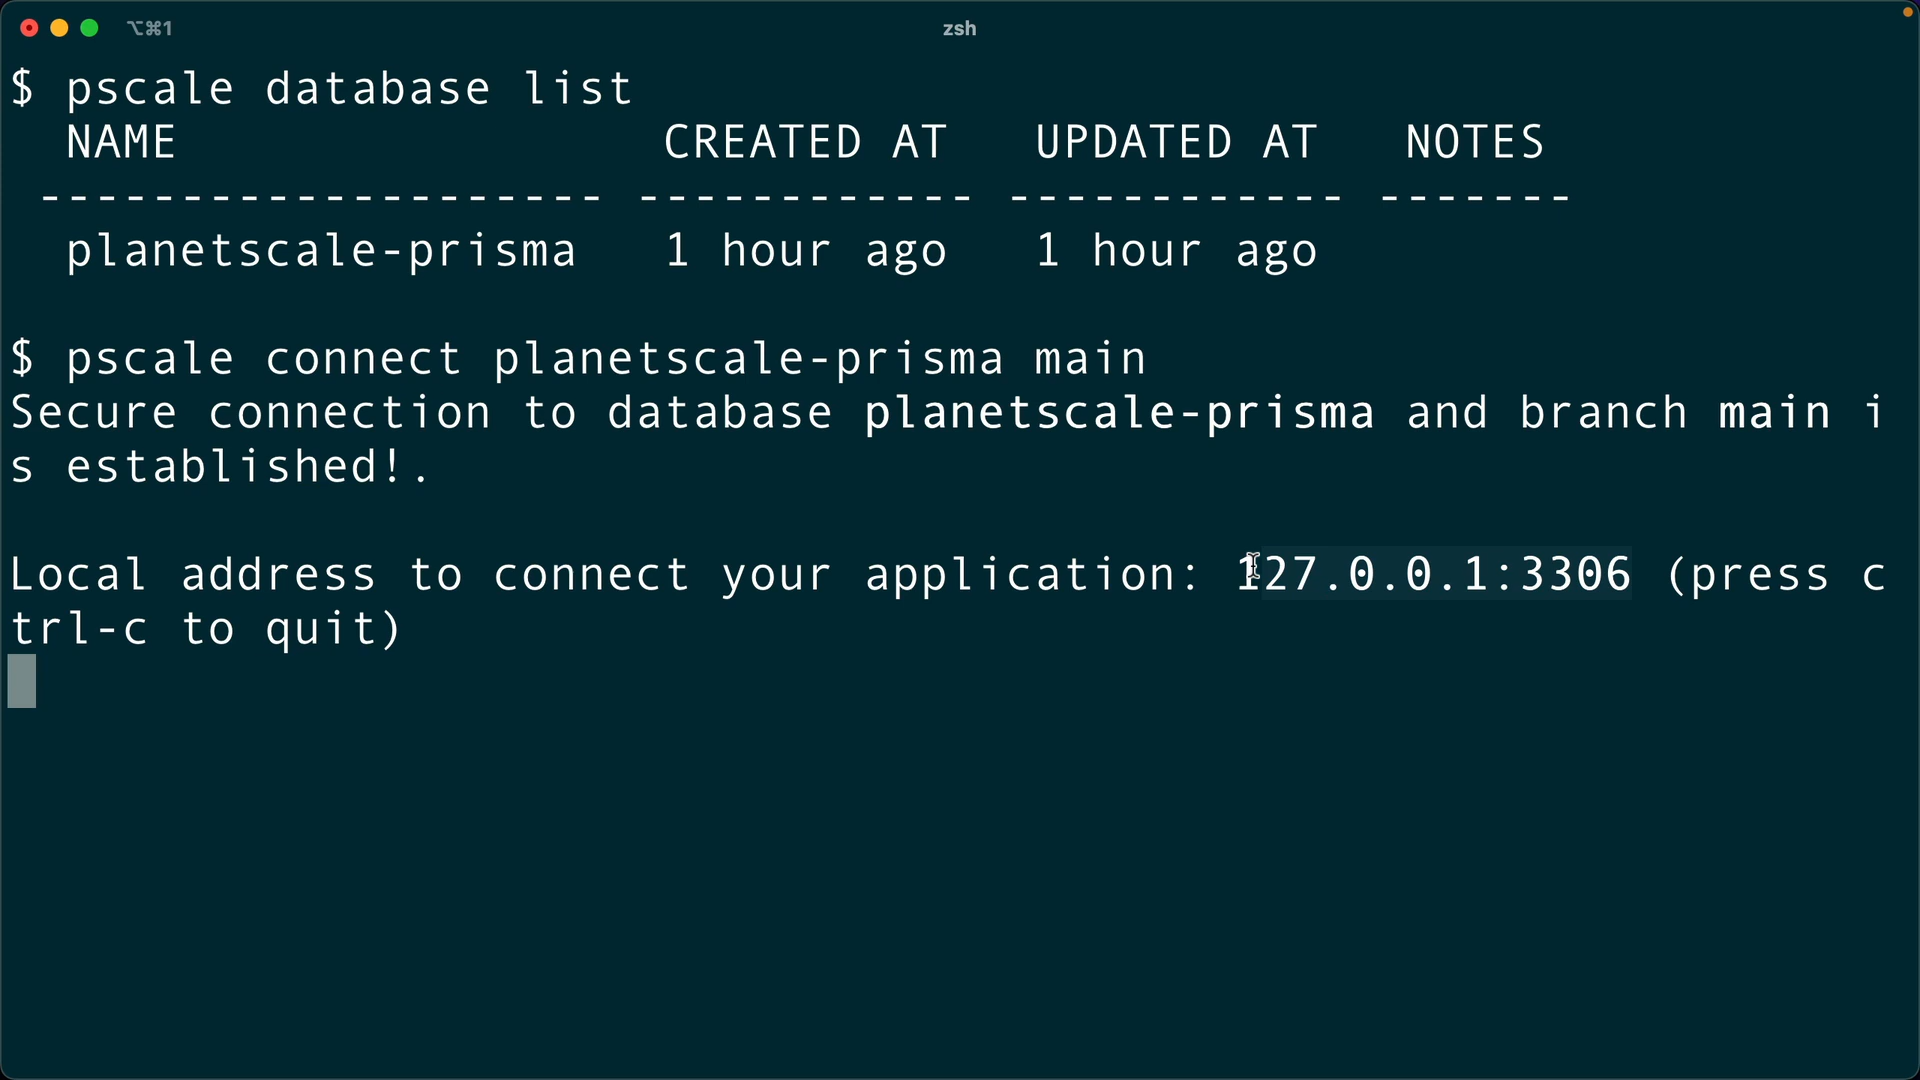 ⌥⌘1 zsh
$ pscale database list
NAME CREATED AT UPDATED AT NOTES
-------------------- ------------ ------------ -------
planetscale-prisma 1 hour ago 1 hour ago
$ pscale connect planetscale-prisma main
Secure connection to database planetscale-prisma and branch main i
s established!.
Local address to connect your application: 127.0.0.1:3306 (press c
trl-c to quit)